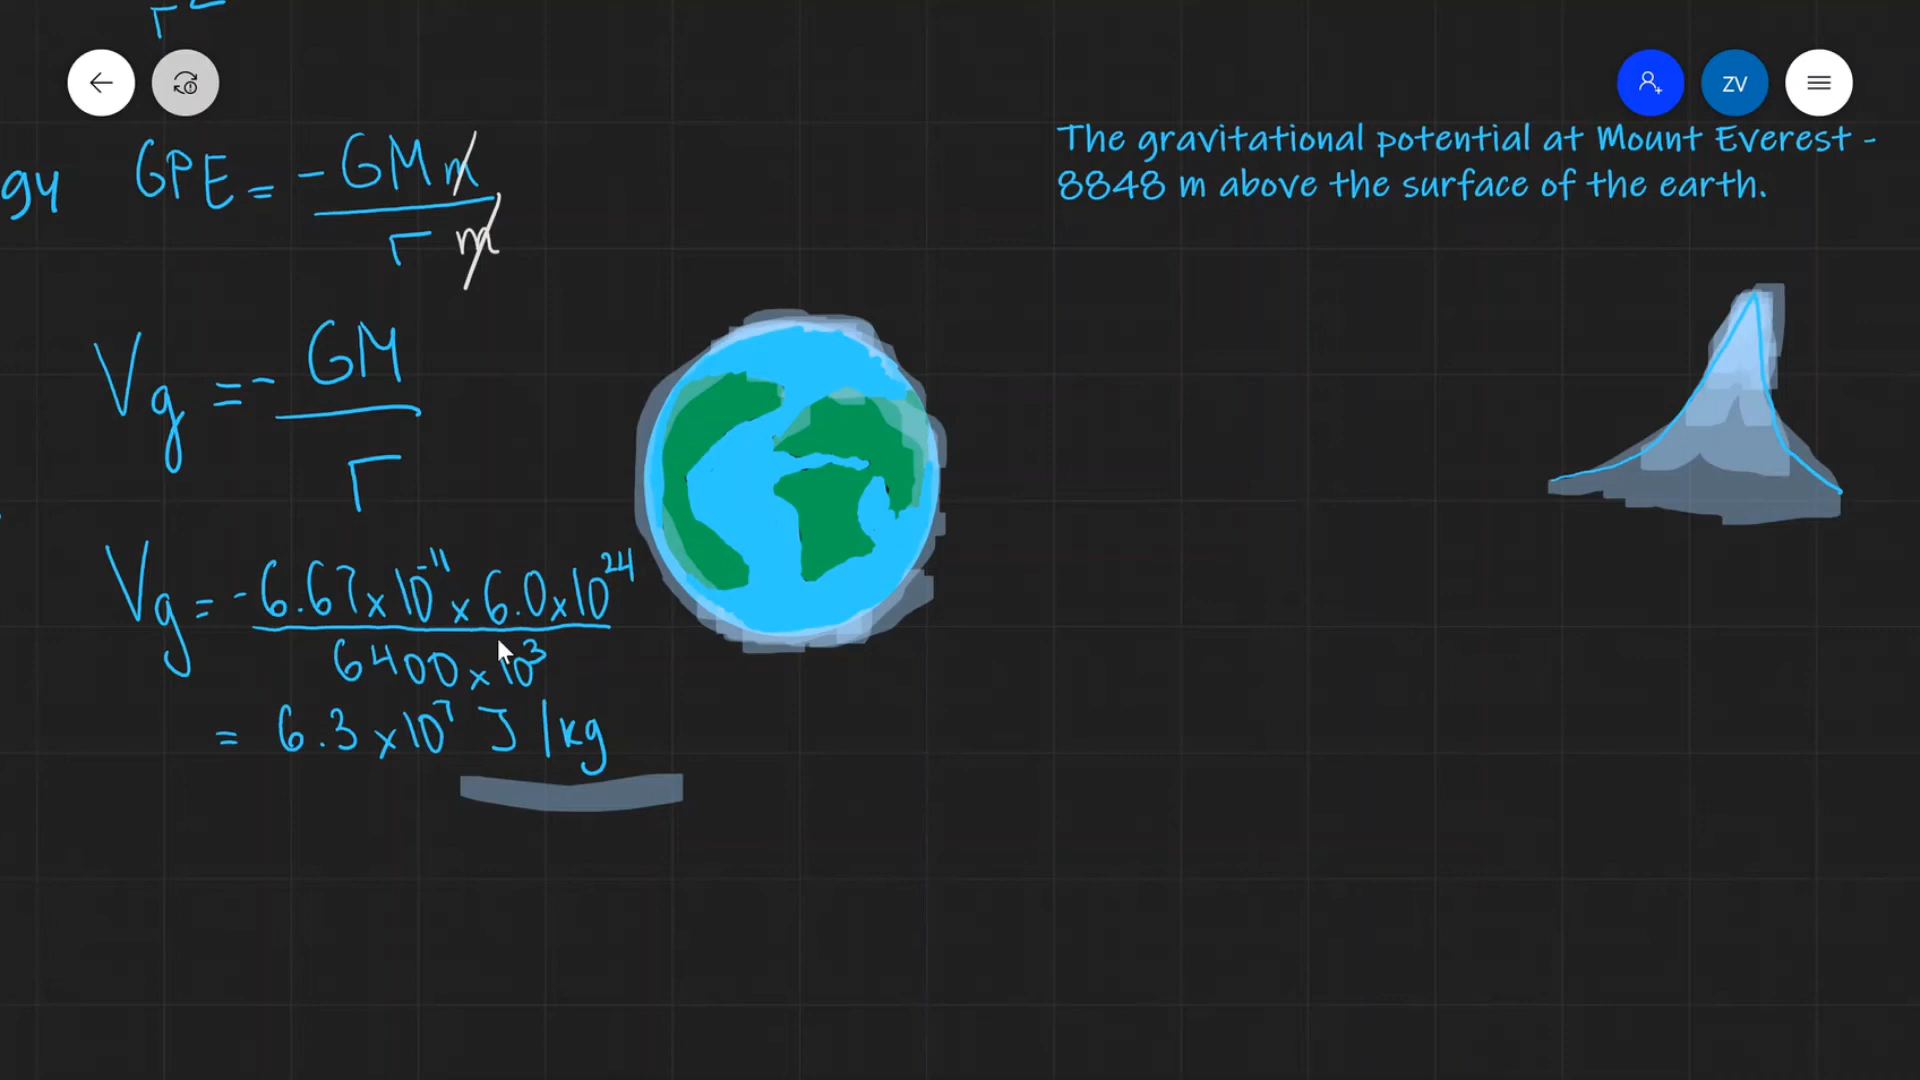 r²
gy GPE = -GMm
rm
Vg = - GM
r
Vg = -6.67×10⁻¹¹×6.0×10²⁴
6400×10³
= 6.3×10⁷ J/kg
ZV
The gravitational potential at Mount Everest -
8848 m above the surface of the earth.